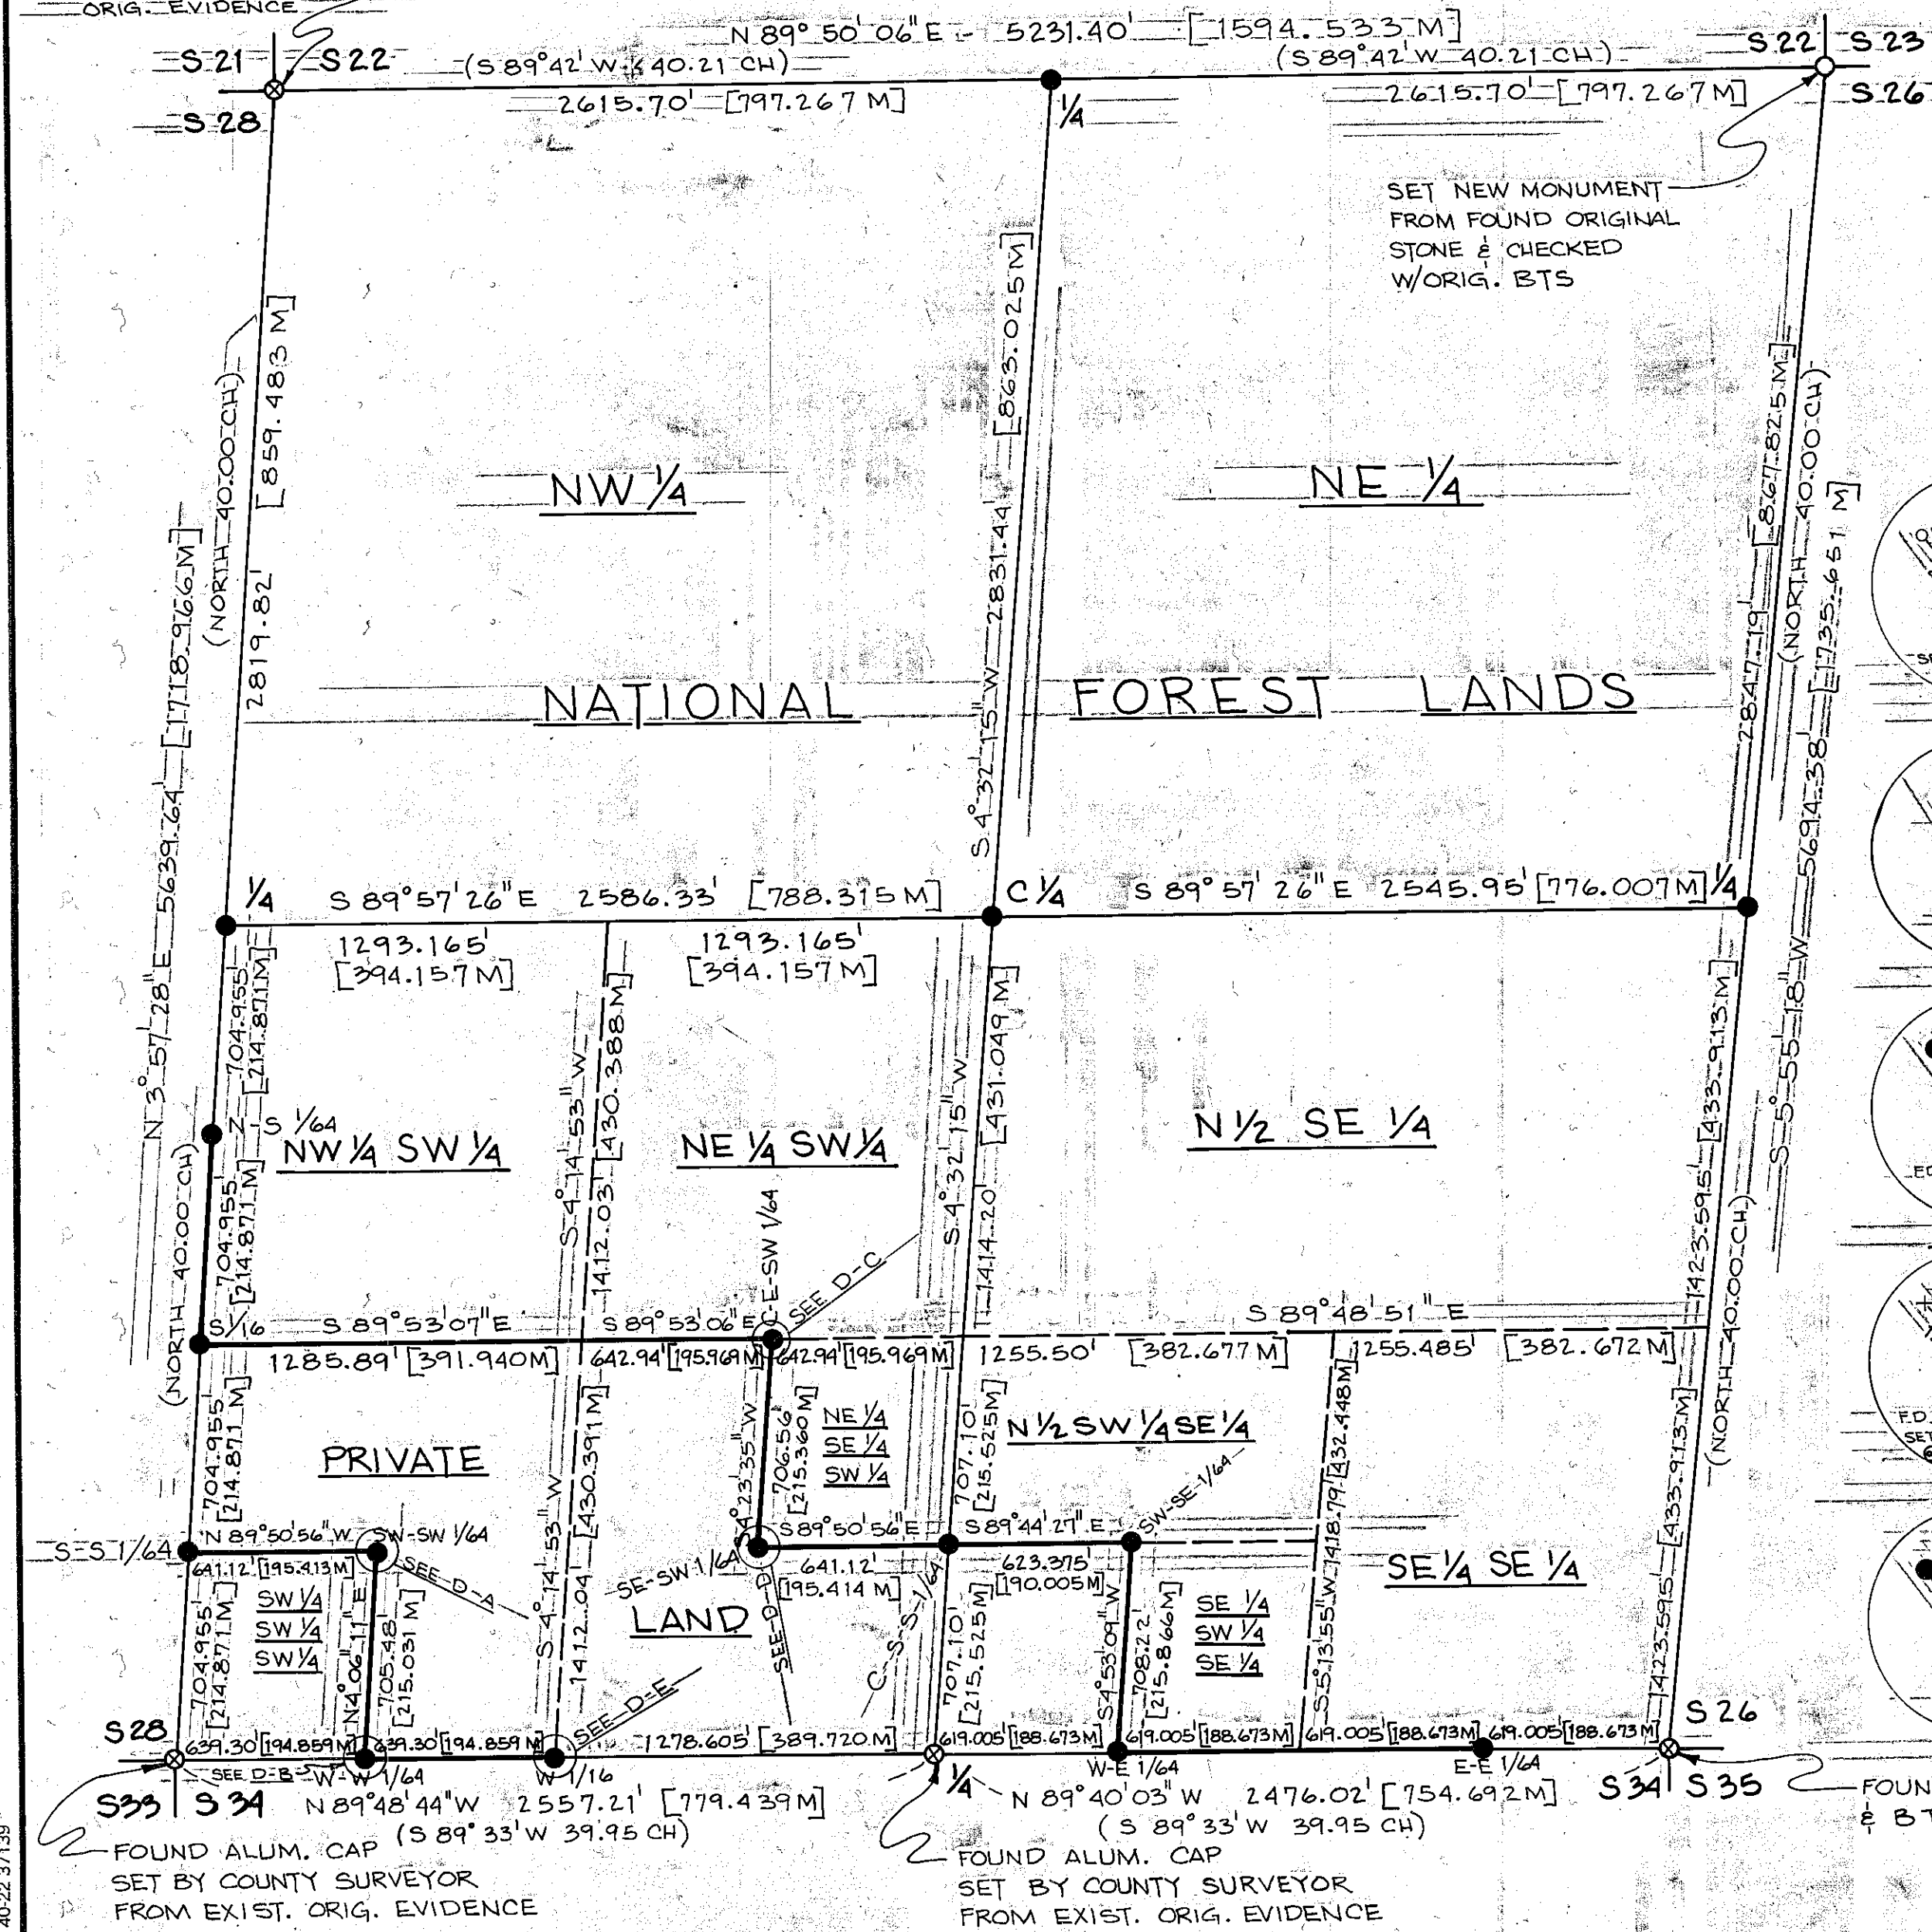 ORIG. EVIDENCE
N 89° 50' 06" E - 5231.40' [1594.533 M]
S 21 S 22
(S 89°42' W 40.21 CH)
(S 89°42' W 40.21 CH)
S 22 S 23
S 28
2615.70' [797.267 M]
1/4
2615.70' [797.267 M]
S 26
SET NEW MONUMENT
FROM FOUND ORIGINAL
STONE & CHECKED
W/ORIG. BTS
(NORTH 40.00 CH)
2819.82' [859.483 M]
N 3° 57' 28" E 5639.64' [1718.966 M]
S 4° 32' 15" W 2831.44' [863.025 M]
2847.19' [867.825 M]
(NORTH 40.00 CH)
S 5° 55' 18" W 5694.38' [1735.651 M]
NW 1/4
NE 1/4
NATIONAL FOREST LANDS
1/4
S 89° 57' 26" E 2586.33' [788.315 M]
C 1/4
S 89° 57' 26" E 2545.95' [776.007 M]
1/4
1293.165'
[394.157 M]
1293.165'
[394.157 M]
704.955'
[214.871 M]
N-S 1/64
704.955'
[214.871 M]
(NORTH 40.00 CH)
NW 1/4 SW 1/4
S 4° 14' 53" W
1412.03' [430.388 M]
NE 1/4 SW 1/4
C-E-SW 1/64
SEE D-C
S 4° 32' 15" W
1414.20' [431.049 M]
N 1/2 SE 1/4
1423.595' [433.913 M]
(NORTH 40.00 CH)
S 1/16
S 89° 53' 07" E
S 89° 53' 06" E
S 89° 48' 51" E
1285.89' [391.940 M]
642.94' [195.969 M]
642.94' [195.969 M]
1255.50' [382.677 M]
1255.485' [382.672 M]
704.955'
[214.871 M]
PRIVATE
S 4° 14' 53" W
1412.04' [430.391 M]
S 4° 23' 35" W
706.56'
[215.360 M]
NE 1/4
SE 1/4
SW 1/4
707.10'
[215.525 M]
N 1/2 SW 1/4 SE 1/4
SW-SE 1/64
S 5° 13' 55" W 1418.79' [432.448 M]
1423.595' [433.913 M]
S-S 1/64
N 89° 50' 56" W
SW-SW 1/64
SEE D-A
641.12' [195.413 M]
SE-SW 1/64
SEE D-D
S 89° 50' 56" E
641.12'
[195.414 M]
C-S-S 1/64
S 89° 44' 27" E
623.375'
[190.005 M]
SE 1/4 SE 1/4
704.955'
[214.871 M]
SW 1/4
SW 1/4
SW 1/4
N 4° 06' 11" E
705.48'
[215.031 M]
LAND
SEE D-E
707.10'
[215.525 M]
S 4° 53' 09" W
708.22'
[215.866 M]
SE 1/4
SW 1/4
SE 1/4
S 28
639.30' [194.859 M]
639.30' [194.859 M]
1278.605' [389.720 M]
619.005' [188.673 M]
619.005' [188.673 M]
619.005' [188.673 M]
619.005' [188.673 M]
S 26
SEE D-B
W-W 1/64
W 1/16
W-E 1/64
E-E 1/64
S 33 S 34
N 89° 48' 44" W 2557.21' [779.439 M]
(S 89° 33' W 39.95 CH)
1/4
N 89° 40' 03" W 2476.02' [754.692 M]
(S 89° 33' W 39.95 CH)
S 34 S 35
FOUND ALUM. CAP
SET BY COUNTY SURVEYOR
FROM EXIST. ORIG. EVIDENCE
FOUND ALUM. CAP
SET BY COUNTY SURVEYOR
FROM EXIST. ORIG. EVIDENCE
FOUN
& BT
FD.
SET